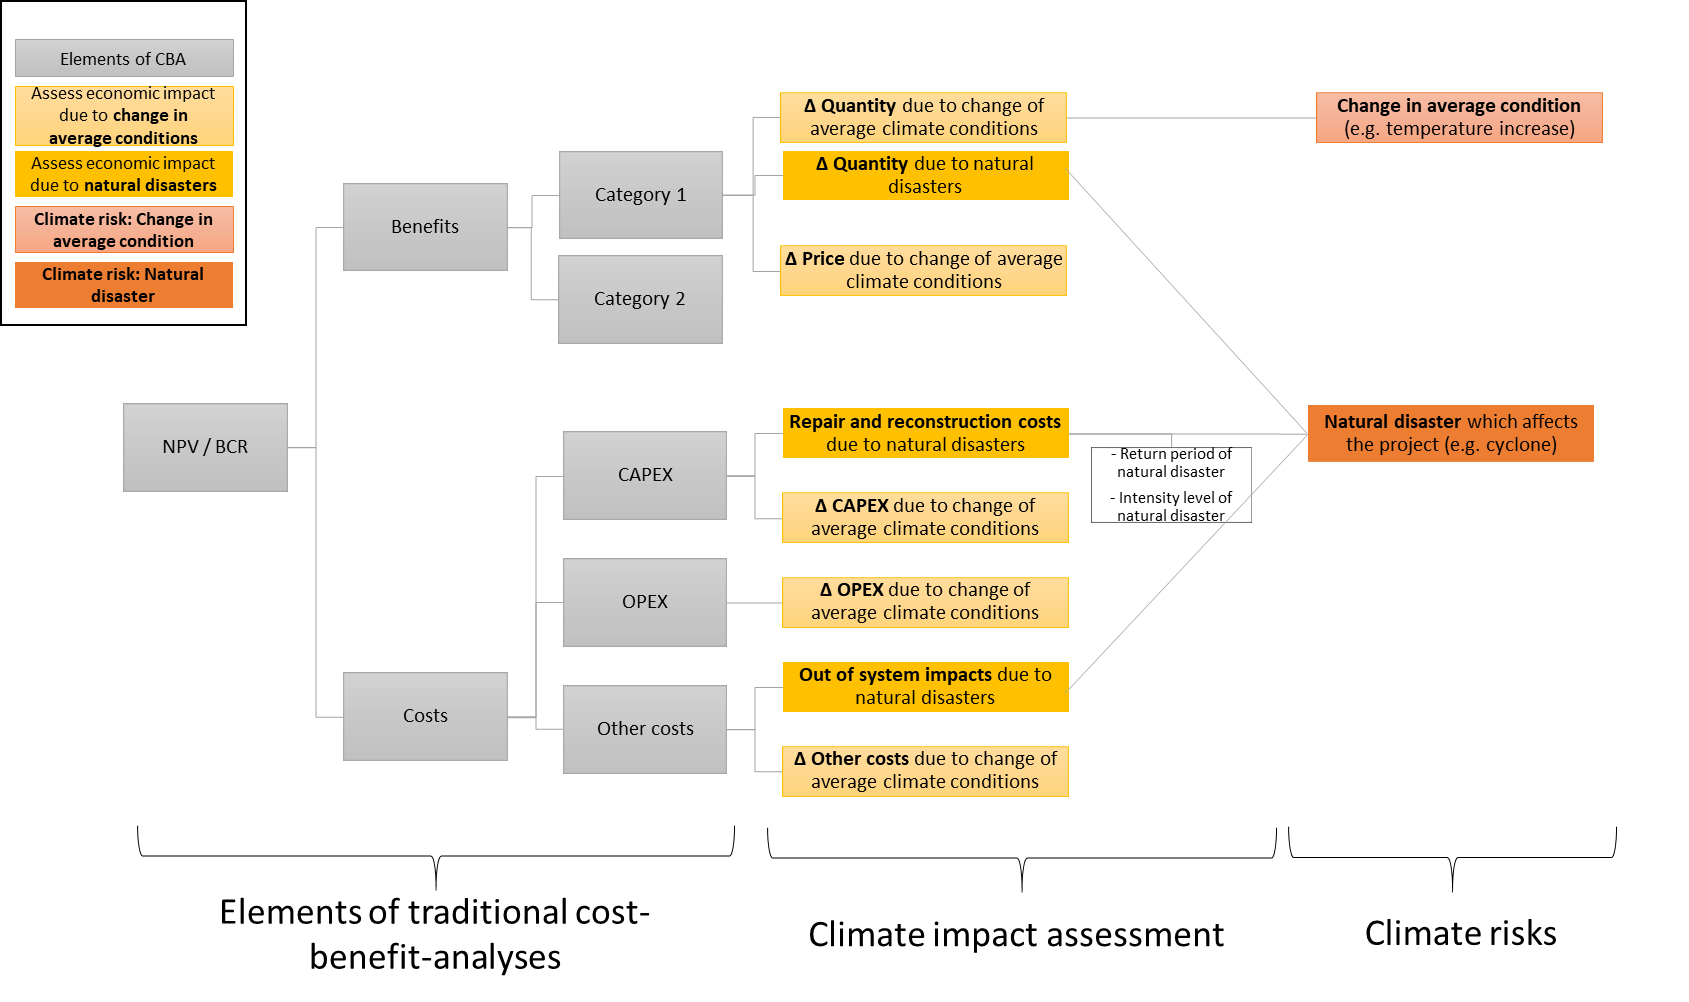 Elements of CBA
Assess economic impact
due to change in
average conditions
Assess economic impact
due to natural disasters
Climate risk: Change in
average condition
Climate risk: Natural
disaster
NPV / BCR
Benefits
Costs
Category 1
Category 2
CAPEX
OPEX
Other costs
Δ Quantity due to change of
average climate conditions
Δ Quantity due to natural
disasters
Δ Price due to change of average
climate conditions
Repair and reconstruction costs
due to natural disasters
Δ CAPEX due to change of
average climate conditions
Δ OPEX due to change of
average climate conditions
Out of system impacts due to
natural disasters
Δ Other costs due to change of
average climate conditions
- Return period of
natural disaster
- Intensity level of
natural disaster
Change in average condition
(e.g. temperature increase)
Natural disaster which affects
the project (e.g. cyclone)
Elements of traditional cost-
benefit-analyses
Climate impact assessment
Climate risks